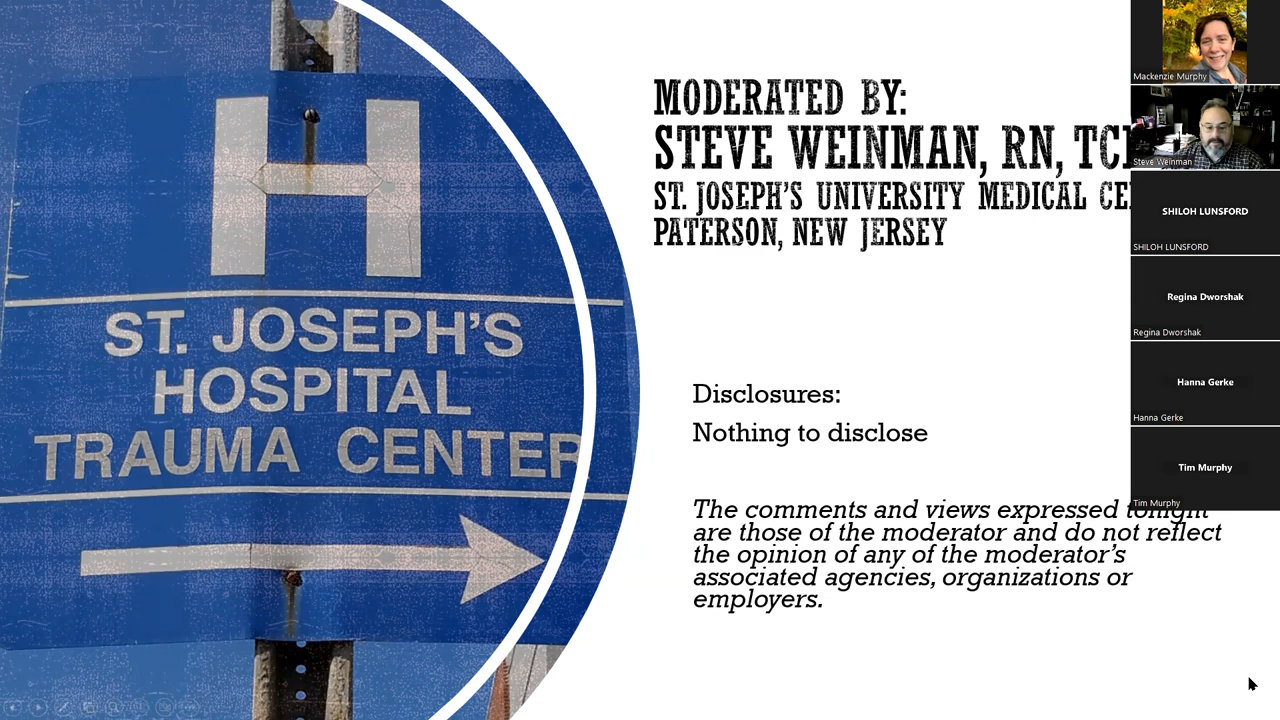 H
ST. JOSEPH'S
HOSPITAL
TRAUMA CENTER
MODERATED BY:
STEVE WEINMAN, RN,
ST. JOSEPH'S UNIVERSITY MEDICAL
PATERSON, NEW JERSEY
Disclosures:
Nothing to disclose
The comments and views expressed tonight
are those of the moderator and do not reflect
the opinion of any of the moderator's
associated agencies, organizations or
employers.
Mackenzie Murphy
Steve Weinman
SHILOH LUNSFORD
SHILOH LUNSFORD
Regina Dworshak
Regina Dworshak
Hanna Gerke
Hanna Gerke
Tim Murphy
Tim Murphy